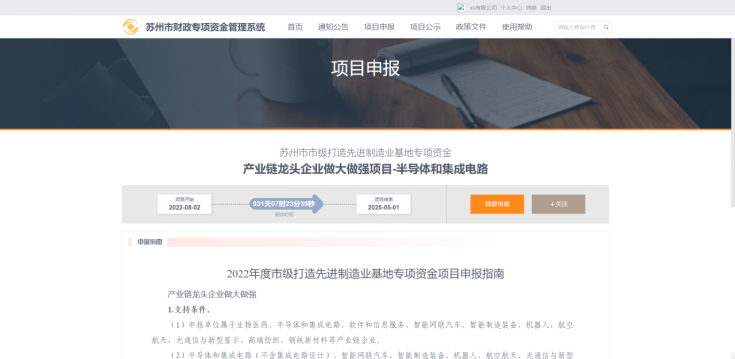 xx有限公司 个人中心 消息 退出
苏州市财政专项资金管理系统 首页 通知公告 项目申报 项目公示 政策文件 使用帮助 请输入查询内容
项目申报
苏州市市级打造先进制造业基地专项资金
产业链龙头企业做大做强项目-半导体和集成电路
项目开始 2022-08-02
931天07时23分39秒
剩余时间
项目结束 2025-05-01
我要申报
+关注
申报指南
2022年度市级打造先进制造业基地专项资金项目申报指南
产业链龙头企业做大做强
1.支持条件。
（1）申报单位属于生物医药、半导体和集成电路、软件和信息服务、智能网联汽车、智能制造装备、机器人、航空
航天、光通信与新型显示、高端纺织、钢铁新材料等产业链企业。
（2）半导体和集成电路（不含集成电路设计）、智能网联汽车、智能制造装备、机器人、航空航天、光通信与新型